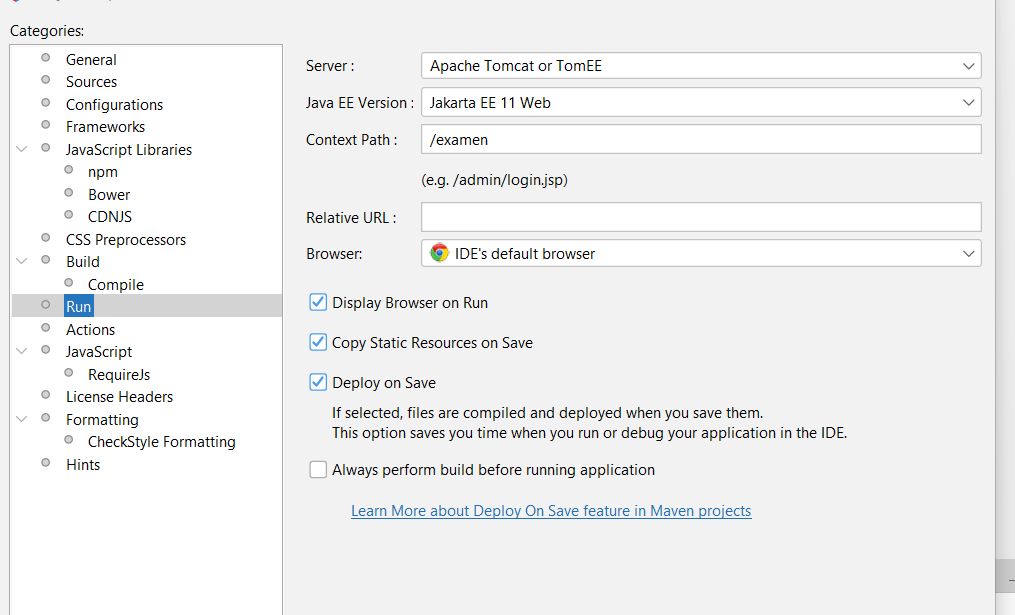 Categories:
General
Sources
Configurations
Frameworks
JavaScript Libraries
npm
Bower
CDNJS
CSS Preprocessors
Build
Compile
Run
Actions
JavaScript
RequireJs
License Headers
Formatting
CheckStyle Formatting
Hints
Server :
Apache Tomcat or TomEE
Java EE Version :
Jakarta EE 11 Web
Context Path :
/examen
(e.g. /admin/login.jsp)
Relative URL :
Browser:
IDE's default browser
Display Browser on Run
Copy Static Resources on Save
Deploy on Save
If selected, files are compiled and deployed when you save them.
This option saves you time when you run or debug your application in the IDE.
Always perform build before running application
Learn More about Deploy On Save feature in Maven projects